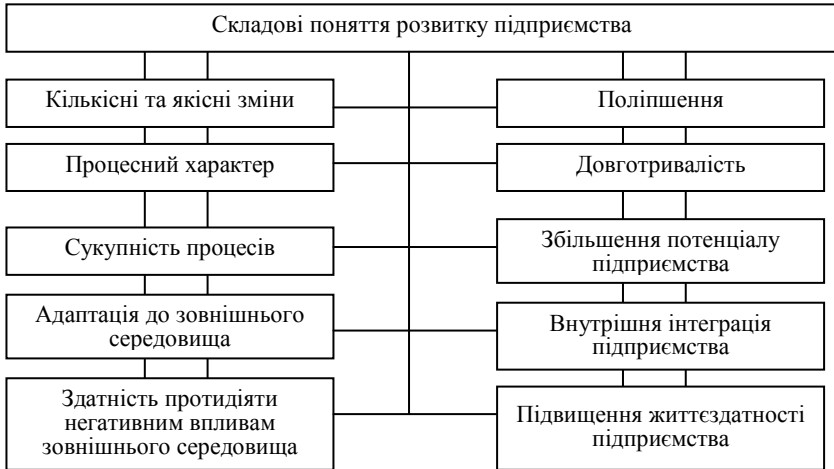 Складові поняття розвитку підприємства
Кількісні та якісні зміни
Поліпшення
Процесний характер
Довготривалість
Сукупність процесів
Збільшення потенціалу
підприємства
Адаптація до зовнішнього
середовища
Внутрішня інтеграція
підприємства
Здатність протидіяти
негативним впливам
зовнішнього середовища
Підвищення життєздатності
підприємства